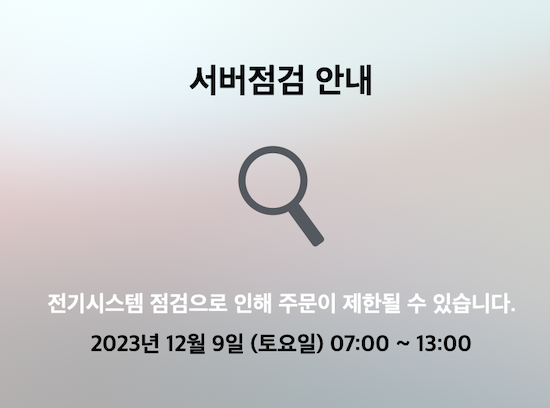 서버점검 안내
전기시스템 점검으로 인해 주문이 제한될 수 있습니다.
2023년 12월 9일 (토요일) 07:00 ~ 13:00